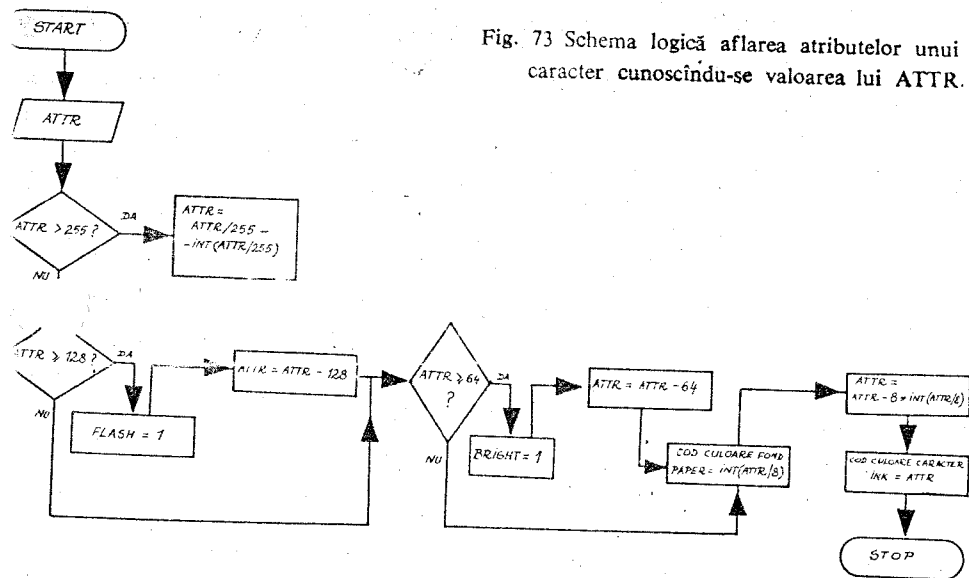 START
Fig. 73 Schema logică aflarea atributelor unui
caracter cunoscîndu-se valoarea lui ATTR.
ATTR
ATTR > 255 ?
DA
NU
ATTR =
ATTR/255 –
-INT(ATTR/255)
ATTR ≥ 128 ?
DA
NU
FLASH = 1
ATTR = ATTR - 128
ATTR ≥ 64
?
DA
NU
BRIGHT = 1
ATTR = ATTR - 64
COD CULOARE FOND
PAPER = INT(ATTR/8)
ATTR =
ATTR - 8 * INT(ATTR/8)
COD CULOARE CARACTER
INK = ATTR
STOP